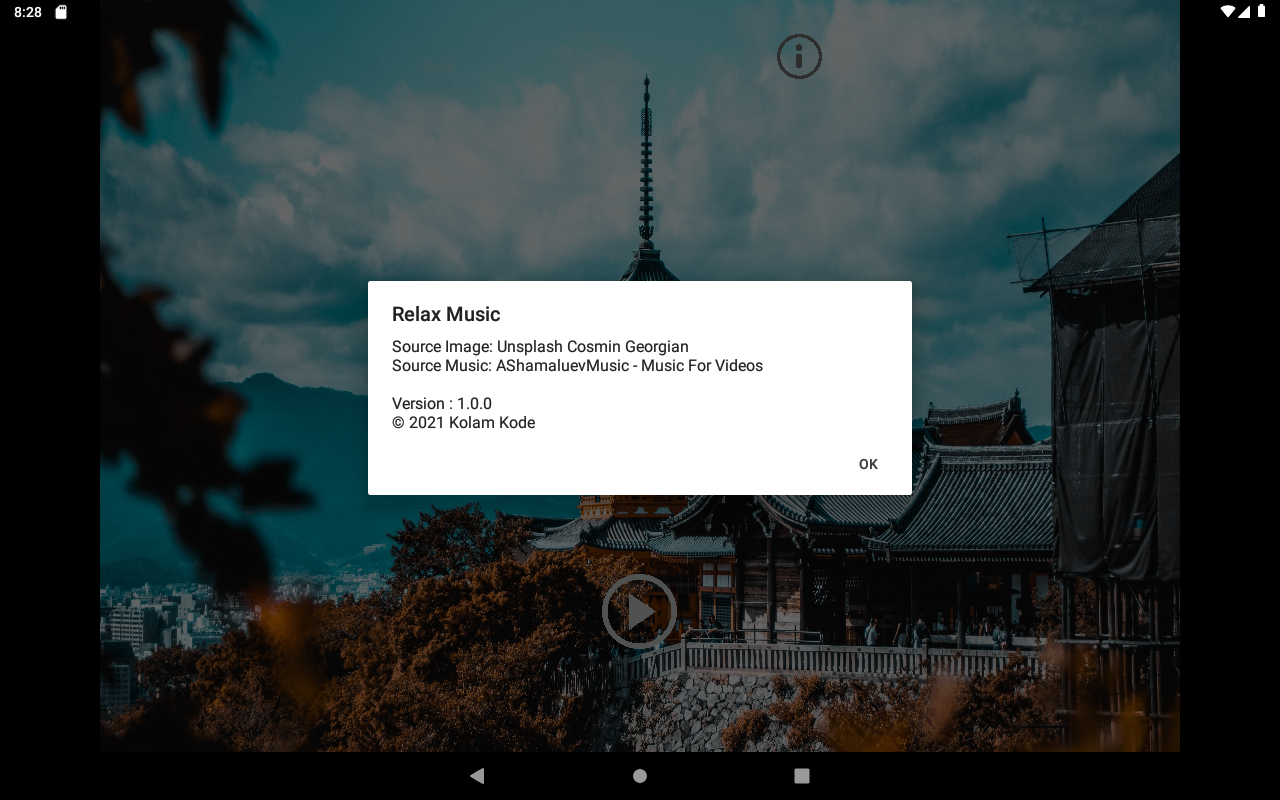 8:28
Relax Music
Source Image: Unsplash Cosmin Georgian
Source Music: AShamaluevMusic - Music For Videos
Version : 1.0.0
© 2021 Kolam Kode
OK